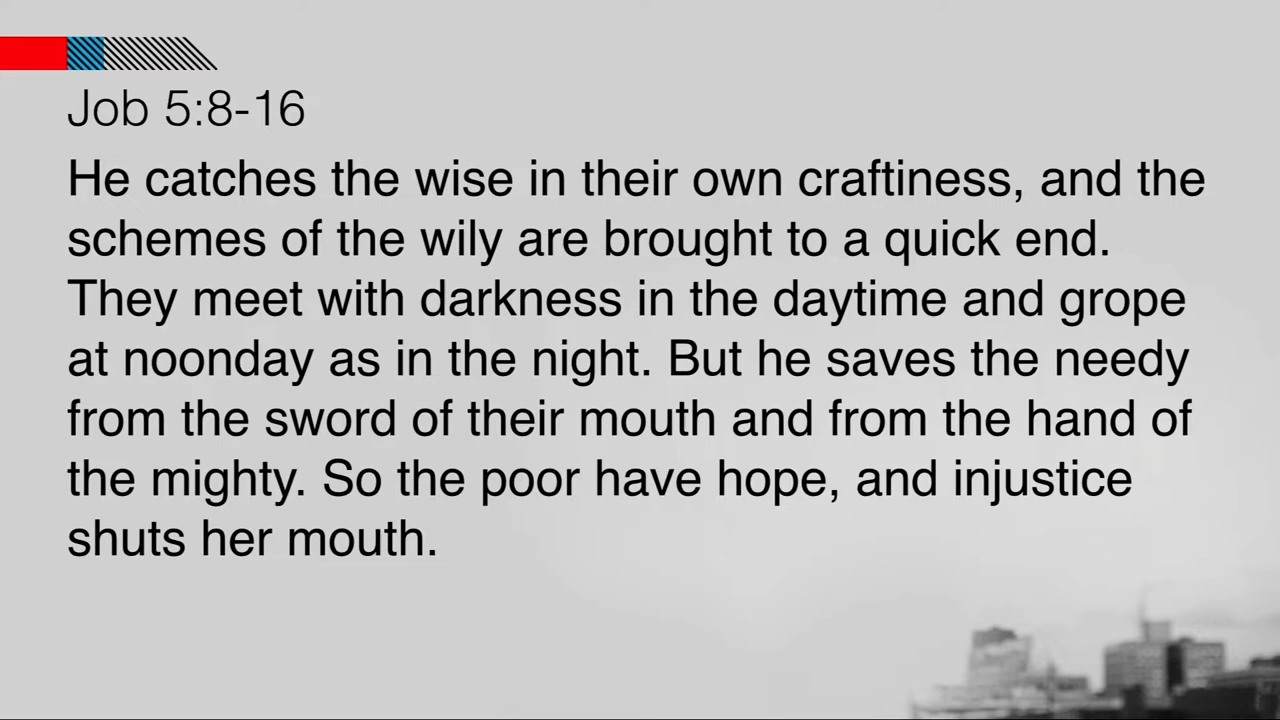 Job 5:8-16
He catches the wise in their own craftiness, and the
schemes of the wily are brought to a quick end.
They meet with darkness in the daytime and grope
at noonday as in the night. But he saves the needy
from the sword of their mouth and from the hand of
the mighty. So the poor have hope, and injustice
shuts her mouth.